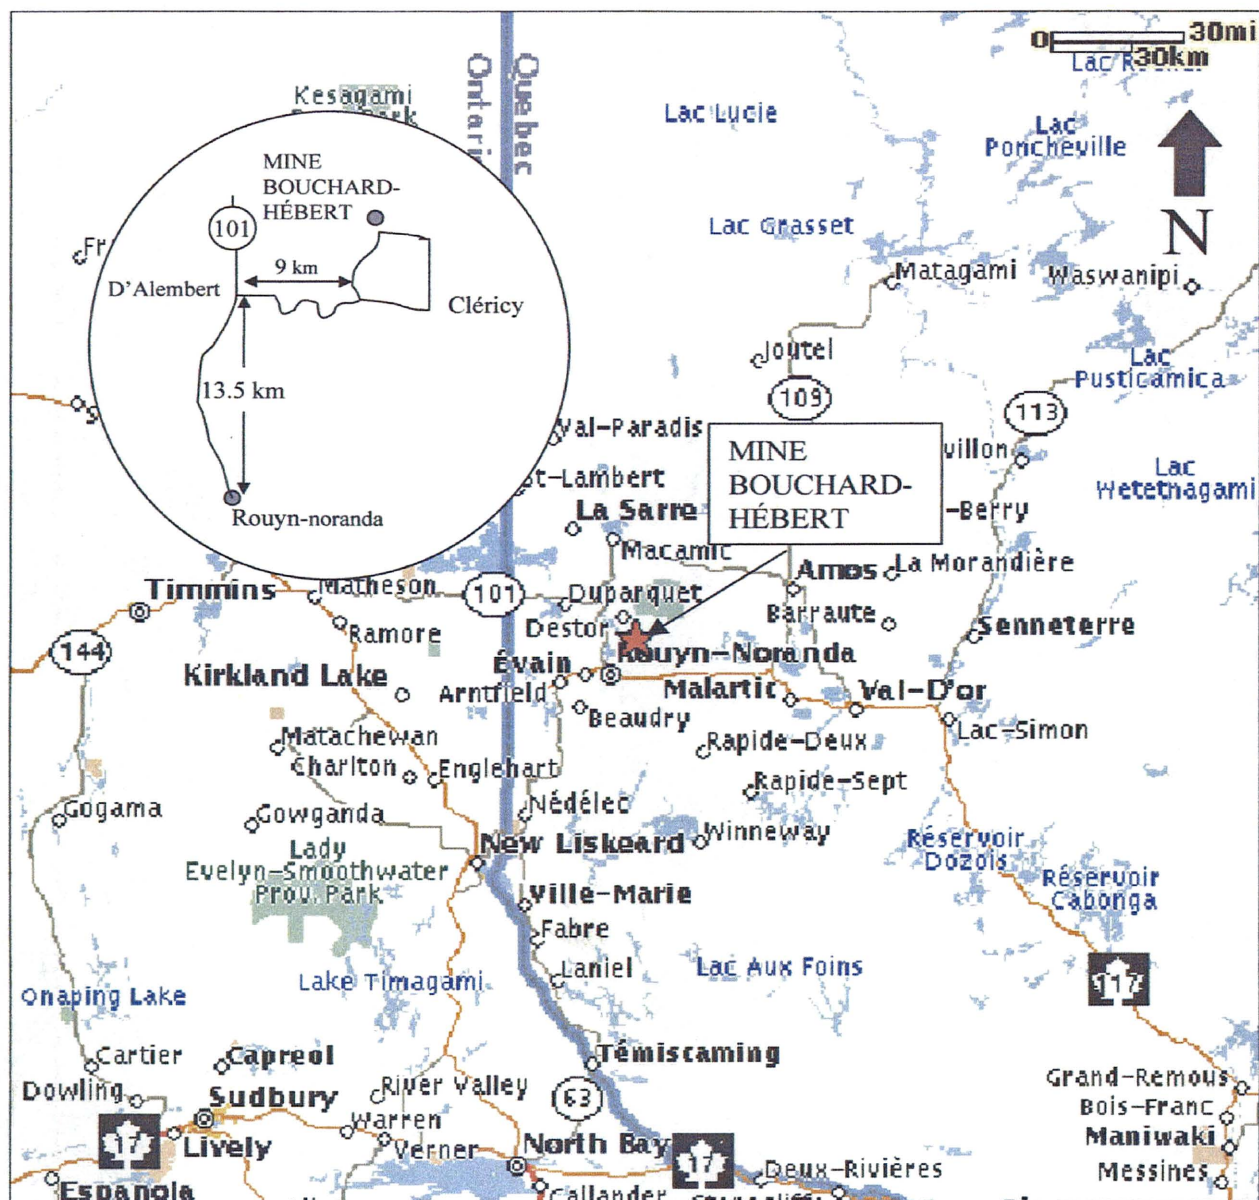 0 30mi
30km
Quebec
Ontario
Kesagami
Park
Lac Lucie
Lac
Poncheville
N
Lac Grasset
Matagami
Waswanipi
Joutel
Lac
Pusticamica
109
113
MINE
BOUCHARD-
HÉBERT
101
9 km
D'Alembert
Cléricy
13.5 km
Rouyn-noranda
Val-Paradis
St-Lambert
La Sarre
Macamic
MINE
BOUCHARD-
HÉBERT
villon
Lac
Wetetnagami
-Berry
Amos
La Morandière
Timmins
Matheson
101
Duparquet
Barraute
Destor
Senneterre
Ramore
144
Évain
Rouyn-Noranda
Kirkland Lake
Arntfield
Malartic
Val-D'or
Beaudry
Lac-Simon
Matachewan
Rapide-Deux
Charlton
Englehart
Rapide-Sept
Gogama
Gowganda
Nédélec
New Liskeard
Winneway
Réservoir
Dozois
Lady
Evelyn-Smoothwater
Prov. Park
Réservoir
Cabonga
Ville-Marie
Fabre
Laniel
Lac Aux Foins
Lake Timagami
Onaping Lake
117
Cartier
Capreol
Témiscaming
Dowling
Sudbury
River Valley
63
Grand-Remous
Bois-Franc
Warren
Maniwaki
17
Lively
Verner
North Bay
17
Deux-Rivières
Messines
Espanola
Callander